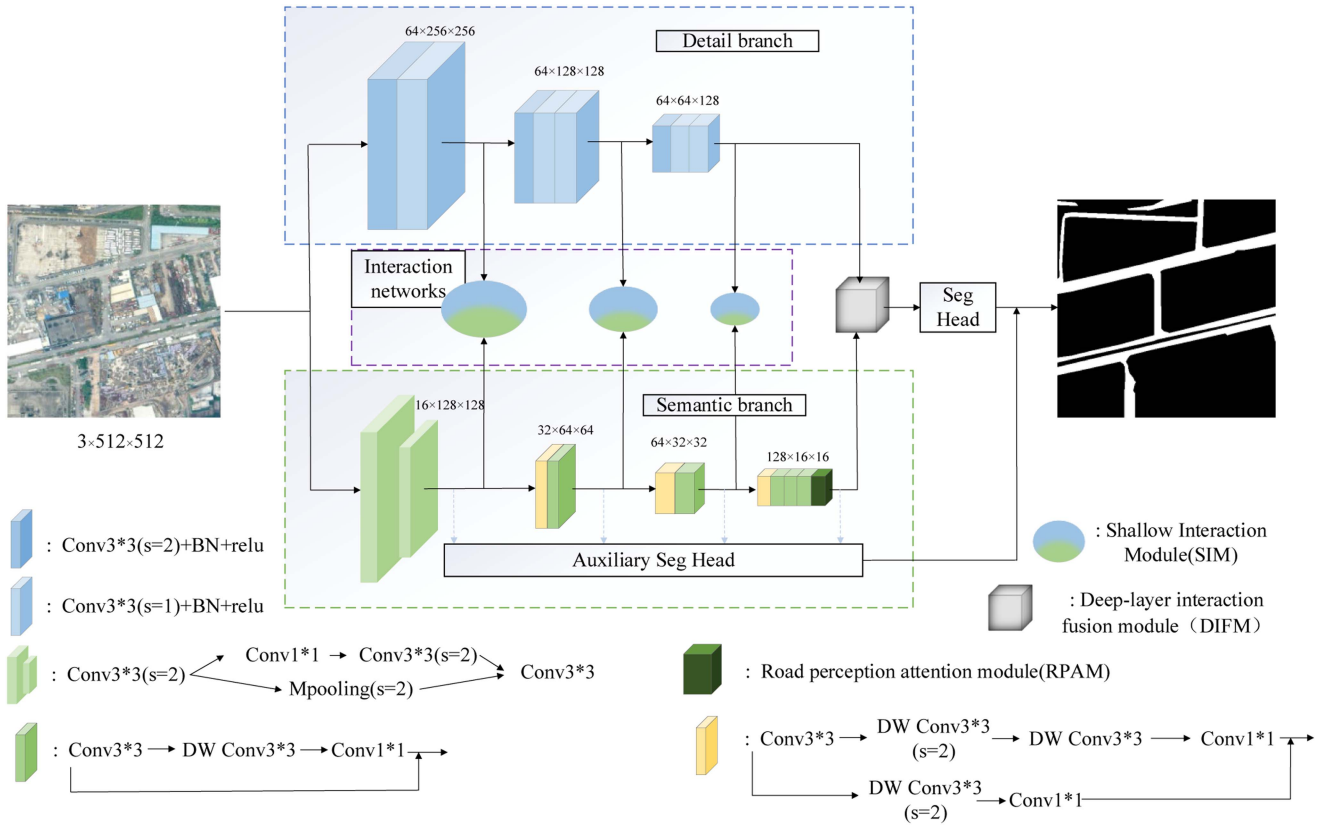 64×256×256
Detail branch
64×128×128
64×64×128
Interaction
networks
Seg
Head
3×512×512
16×128×128
Semantic branch
32×64×64
64×32×32
128×16×16
Auxiliary Seg Head
: Conv3*3(s=2)+BN+relu
: Conv3*3(s=1)+BN+relu
: Shallow Interaction
Module(SIM)
: Deep-layer interaction
fusion module（DIFM）
: Conv3*3(s=2)
Conv1*1
Conv3*3(s=2)
Mpooling(s=2)
Conv3*3
: Road perception attention module(RPAM)
: Conv3*3
DW Conv3*3
Conv1*1
: Conv3*3
DW Conv3*3
(s=2)
DW Conv3*3
Conv1*1
DW Conv3*3
(s=2)
Conv1*1